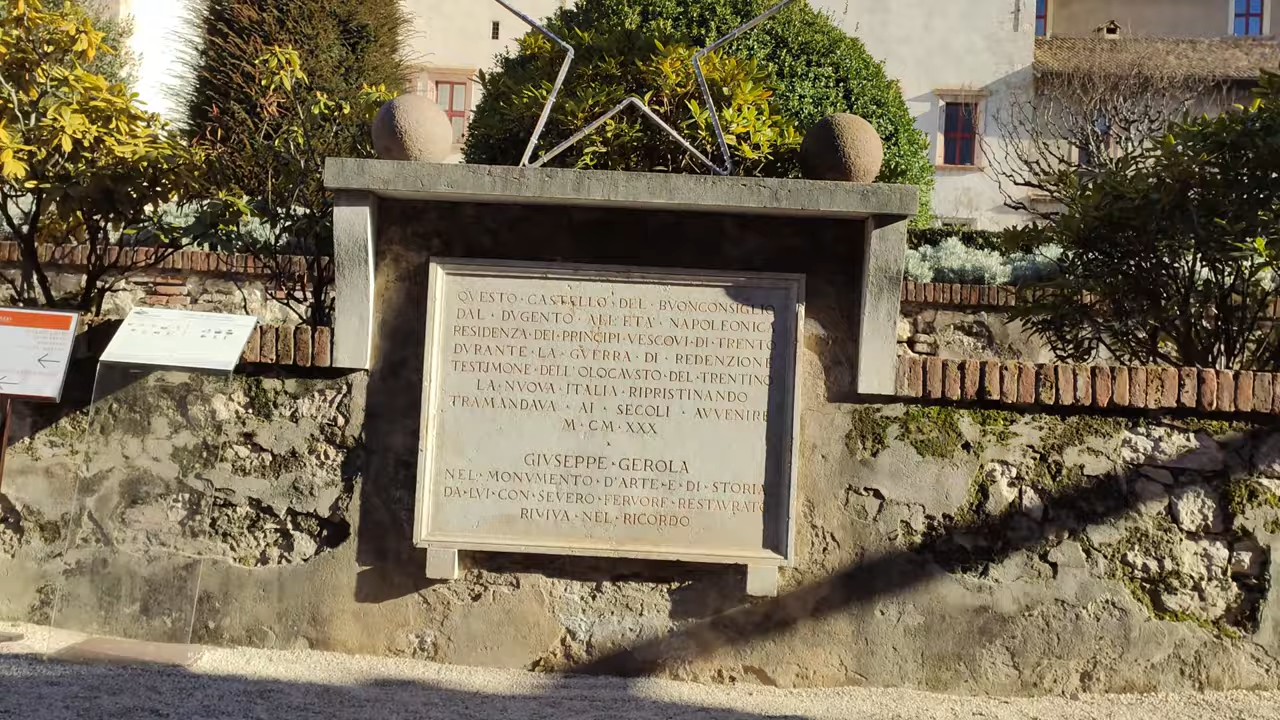 QVESTO · CASTELLO · DEL · BVONCONSIGLIO
DAL · DVGENTO · ALL'ETA' · NAPOLEONICA
RESIDENZA · DEI · PRINCIPI · VESCOVI · DI · TRENTO
DVRANTE · LA · GVERRA · DI · REDENZIONE
TESTIMONE · DELL'OLOCAVSTO · DEL · TRENTINO
LA · NVOVA · ITALIA · RIPRISTINANDO
TRAMANDAVA · AI · SECOLI · AVVENIRE
M · CM · XXX
GIVSEPPE · GEROLA
NEL · MONVMENTO · D'ARTE · E · DI · STORIA
DA · LVI · CON · SEVERO · FERVORE · RESTAVRATO
RIVIVA · NEL · RICORDO